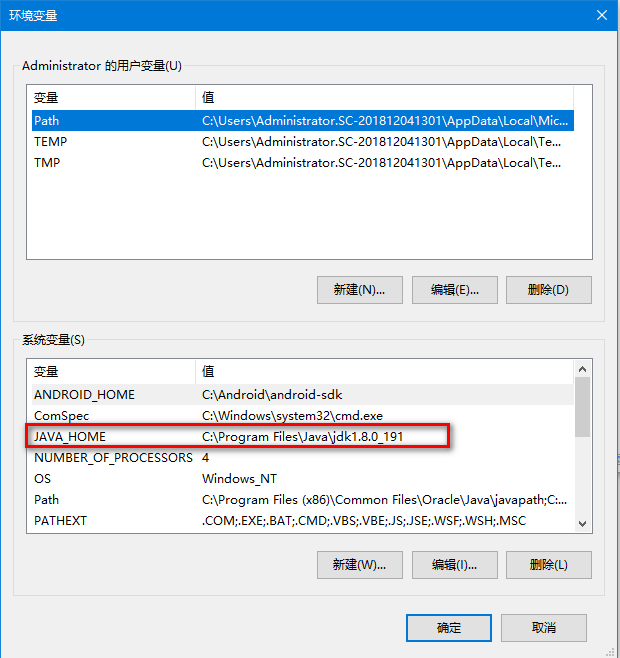 环境变量
Administrator 的用户变量(U)
变量 值
Path C:\Users\Administrator.SC-201812041301\AppData\Local\Mic...
TEMP C:\Users\Administrator.SC-201812041301\AppData\Local\Te...
TMP C:\Users\Administrator.SC-201812041301\AppData\Local\Te...
新建(N)... 编辑(E)... 删除(D)
系统变量(S)
变量 值
ANDROID_HOME C:\Android\android-sdk
ComSpec C:\Windows\system32\cmd.exe
JAVA_HOME C:\Program Files\Java\jdk1.8.0_191
NUMBER_OF_PROCESSORS 4
OS Windows_NT
Path C:\Program Files (x86)\Common Files\Oracle\Java\javapath;C:...
PATHEXT .COM;.EXE;.BAT;.CMD;.VBS;.VBE;.JS;.JSE;.WSF;.WSH;.MSC
新建(W)... 编辑(I)... 删除(L)
确定 取消